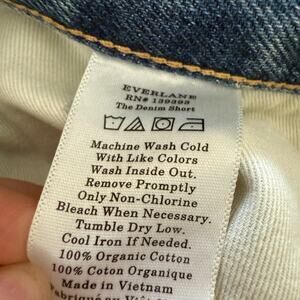 EVERLANE
RN# 139393
The Denim Short
Machine Wash Cold
With Like Colors
Wash Inside Out.
Remove Promptly
Only Non-Chlorine
Bleach When Necessary.
Tumble Dry Low.
Cool Iron If Needed.
100% Organic Cotton
100% Coton Organique
Made in Vietnam
Fabriqué au